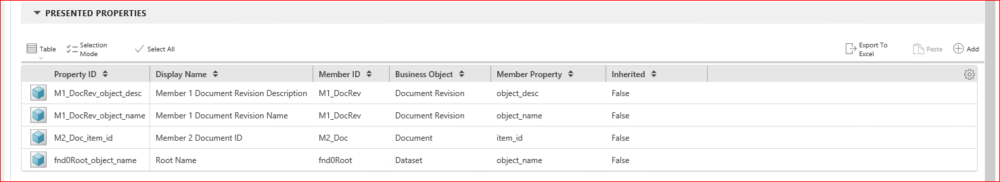 PRESENTED PROPERTIES
Table Selection Mode Select All Export To Excel Paste Add
Property ID Display Name Member ID Business Object Member Property Inherited
M1_DocRev_object_desc Member 1 Document Revision Description M1_DocRev Document Revision object_desc False
M1_DocRev_object_name Member 1 Document Revision Name M1_DocRev Document Revision object_name False
M2_Doc_item_id Member 2 Document ID M2_Doc Document item_id False
fnd0Root_object_name Root Name fnd0Root Dataset object_name False